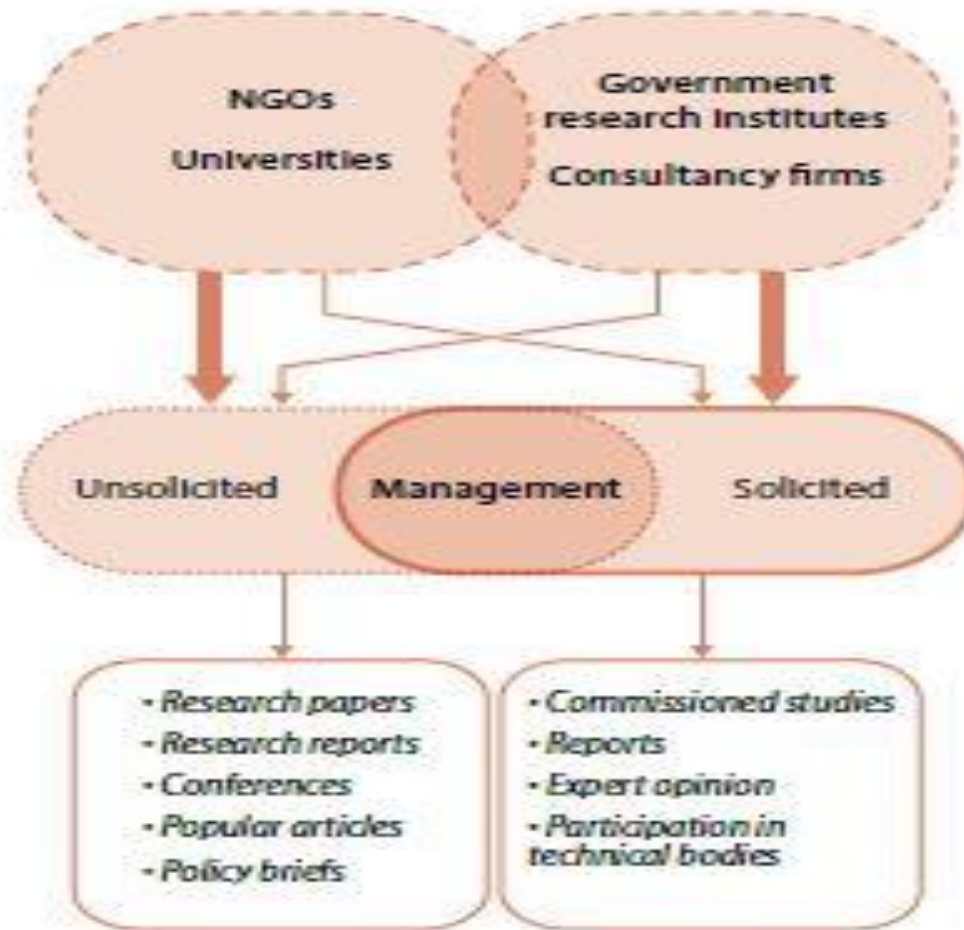 NGOs
Universities
Government
research institutes
Consultancy firms
Unsolicited
Management
Solicited
• Research papers
• Research reports
• Conferences
• Popular articles
• Policy briefs
• Commissioned studies
• Reports
• Expert opinion
• Participation in
technical bodies